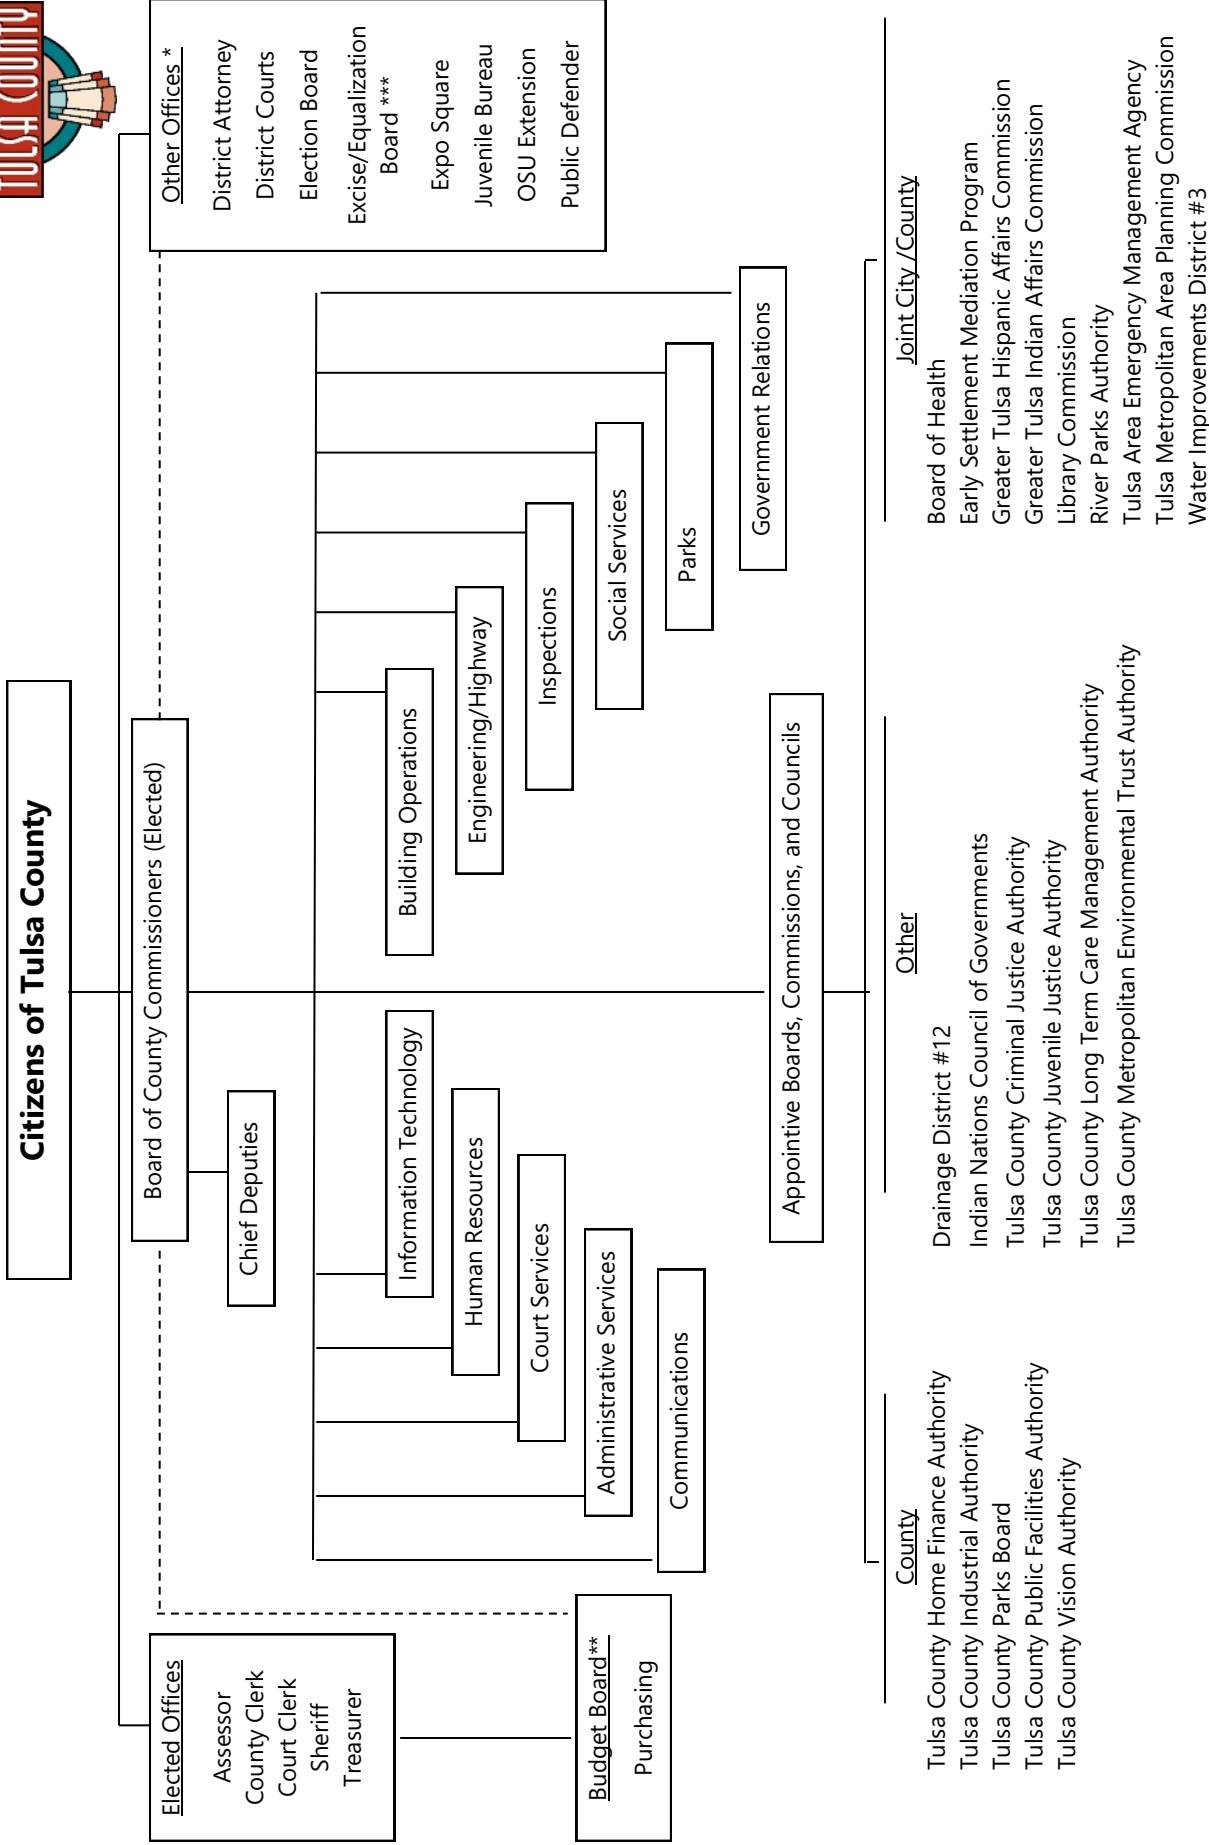 TULSA COUNTY
Citizens of Tulsa County
Board of County Commissioners (Elected)
Chief Deputies
Elected Offices
Assessor
County Clerk
Court Clerk
Sheriff
Treasurer
Budget Board**
Purchasing
Other Offices *
District Attorney
District Courts
Election Board
Excise/Equalization
Board ***
Expo Square
Juvenile Bureau
OSU Extension
Public Defender
Information Technology
Human Resources
Court Services
Administrative Services
Communications
Building Operations
Engineering/Highway
Inspections
Social Services
Parks
Government Relations
Appointive Boards, Commissions, and Councils
County
Tulsa County Home Finance Authority
Tulsa County Industrial Authority
Tulsa County Parks Board
Tulsa County Public Facilities Authority
Tulsa County Vision Authority
Other
Drainage District #12
Indian Nations Council of Governments
Tulsa County Criminal Justice Authority
Tulsa County Juvenile Justice Authority
Tulsa County Long Term Care Management Authority
Tulsa County Metropolitan Environmental Trust Authority
Joint City /County
Board of Health
Early Settlement Mediation Program
Greater Tulsa Hispanic Affairs Commission
Greater Tulsa Indian Affairs Commission
Library Commission
River Parks Authority
Tulsa Area Emergency Management Agency
Tulsa Metropolitan Area Planning Commission
Water Improvements District #3